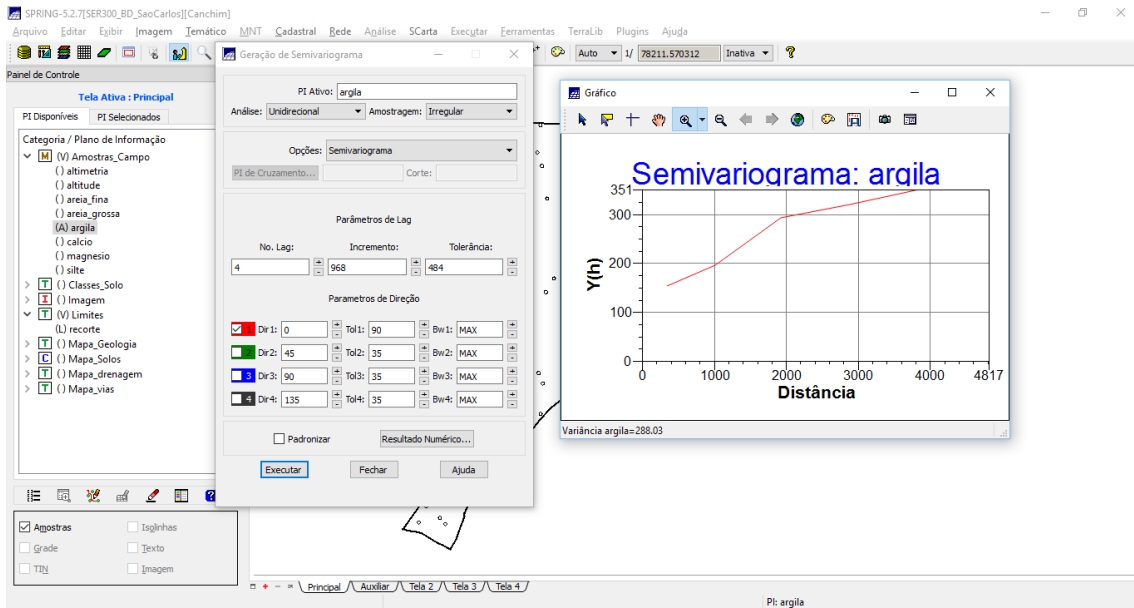 SPRING-5.2.7[SER300_BD_SaoCarlos][Canchim]
Arquivo Editar Exibir Imagem Temático MNT Cadastral Rede Análise SCarta Executar Ferramentas TerraLib Plugins Ajuda
Auto 1/ 78211.570312 Inativa
Painel de Controle
Tela Ativa : Principal
PI Disponíveis PI Selecionados
Categoria / Plano de Informação
M (V) Amostras_Campo
() altimetria
() altitude
() areia_fina
() areia_grossa
(A) argila
() calcio
() magnesio
() silte
T () Classes_Solo
I () Imagem
T (V) Limites
(L) recorte
T () Mapa_Geologia
C () Mapa_Solos
T () Mapa_drenagem
T () Mapa_vias
Amostras Isolinhas
Grade Texto
TIN Imagem
Geração de Semivariograma
PI Ativo: argila
Análise: Unidirecional Amostragem: Irregular
Opções: Semivariograma
PI de Cruzamento... Corte:
Parâmetros de Lag
No. Lag: Incremento: Tolerância:
4 968 484
Parametros de Direção
1 Dir1: 0 Tol1: 90 Bw1: MAX
2 Dir2: 45 Tol2: 35 Bw2: MAX
3 Dir3: 90 Tol3: 35 Bw3: MAX
4 Dir4: 135 Tol4: 35 Bw4: MAX
Padronizar Resultado Numérico...
Executar Fechar Ajuda
Gráfico
Semivariograma: argila
351
300
200
100
0
Y(h)
0 1000 2000 3000 4000 4817
Distância
Variância argila=288.03
Principal Auxiliar Tela 2 Tela 3 Tela 4
PI: argila